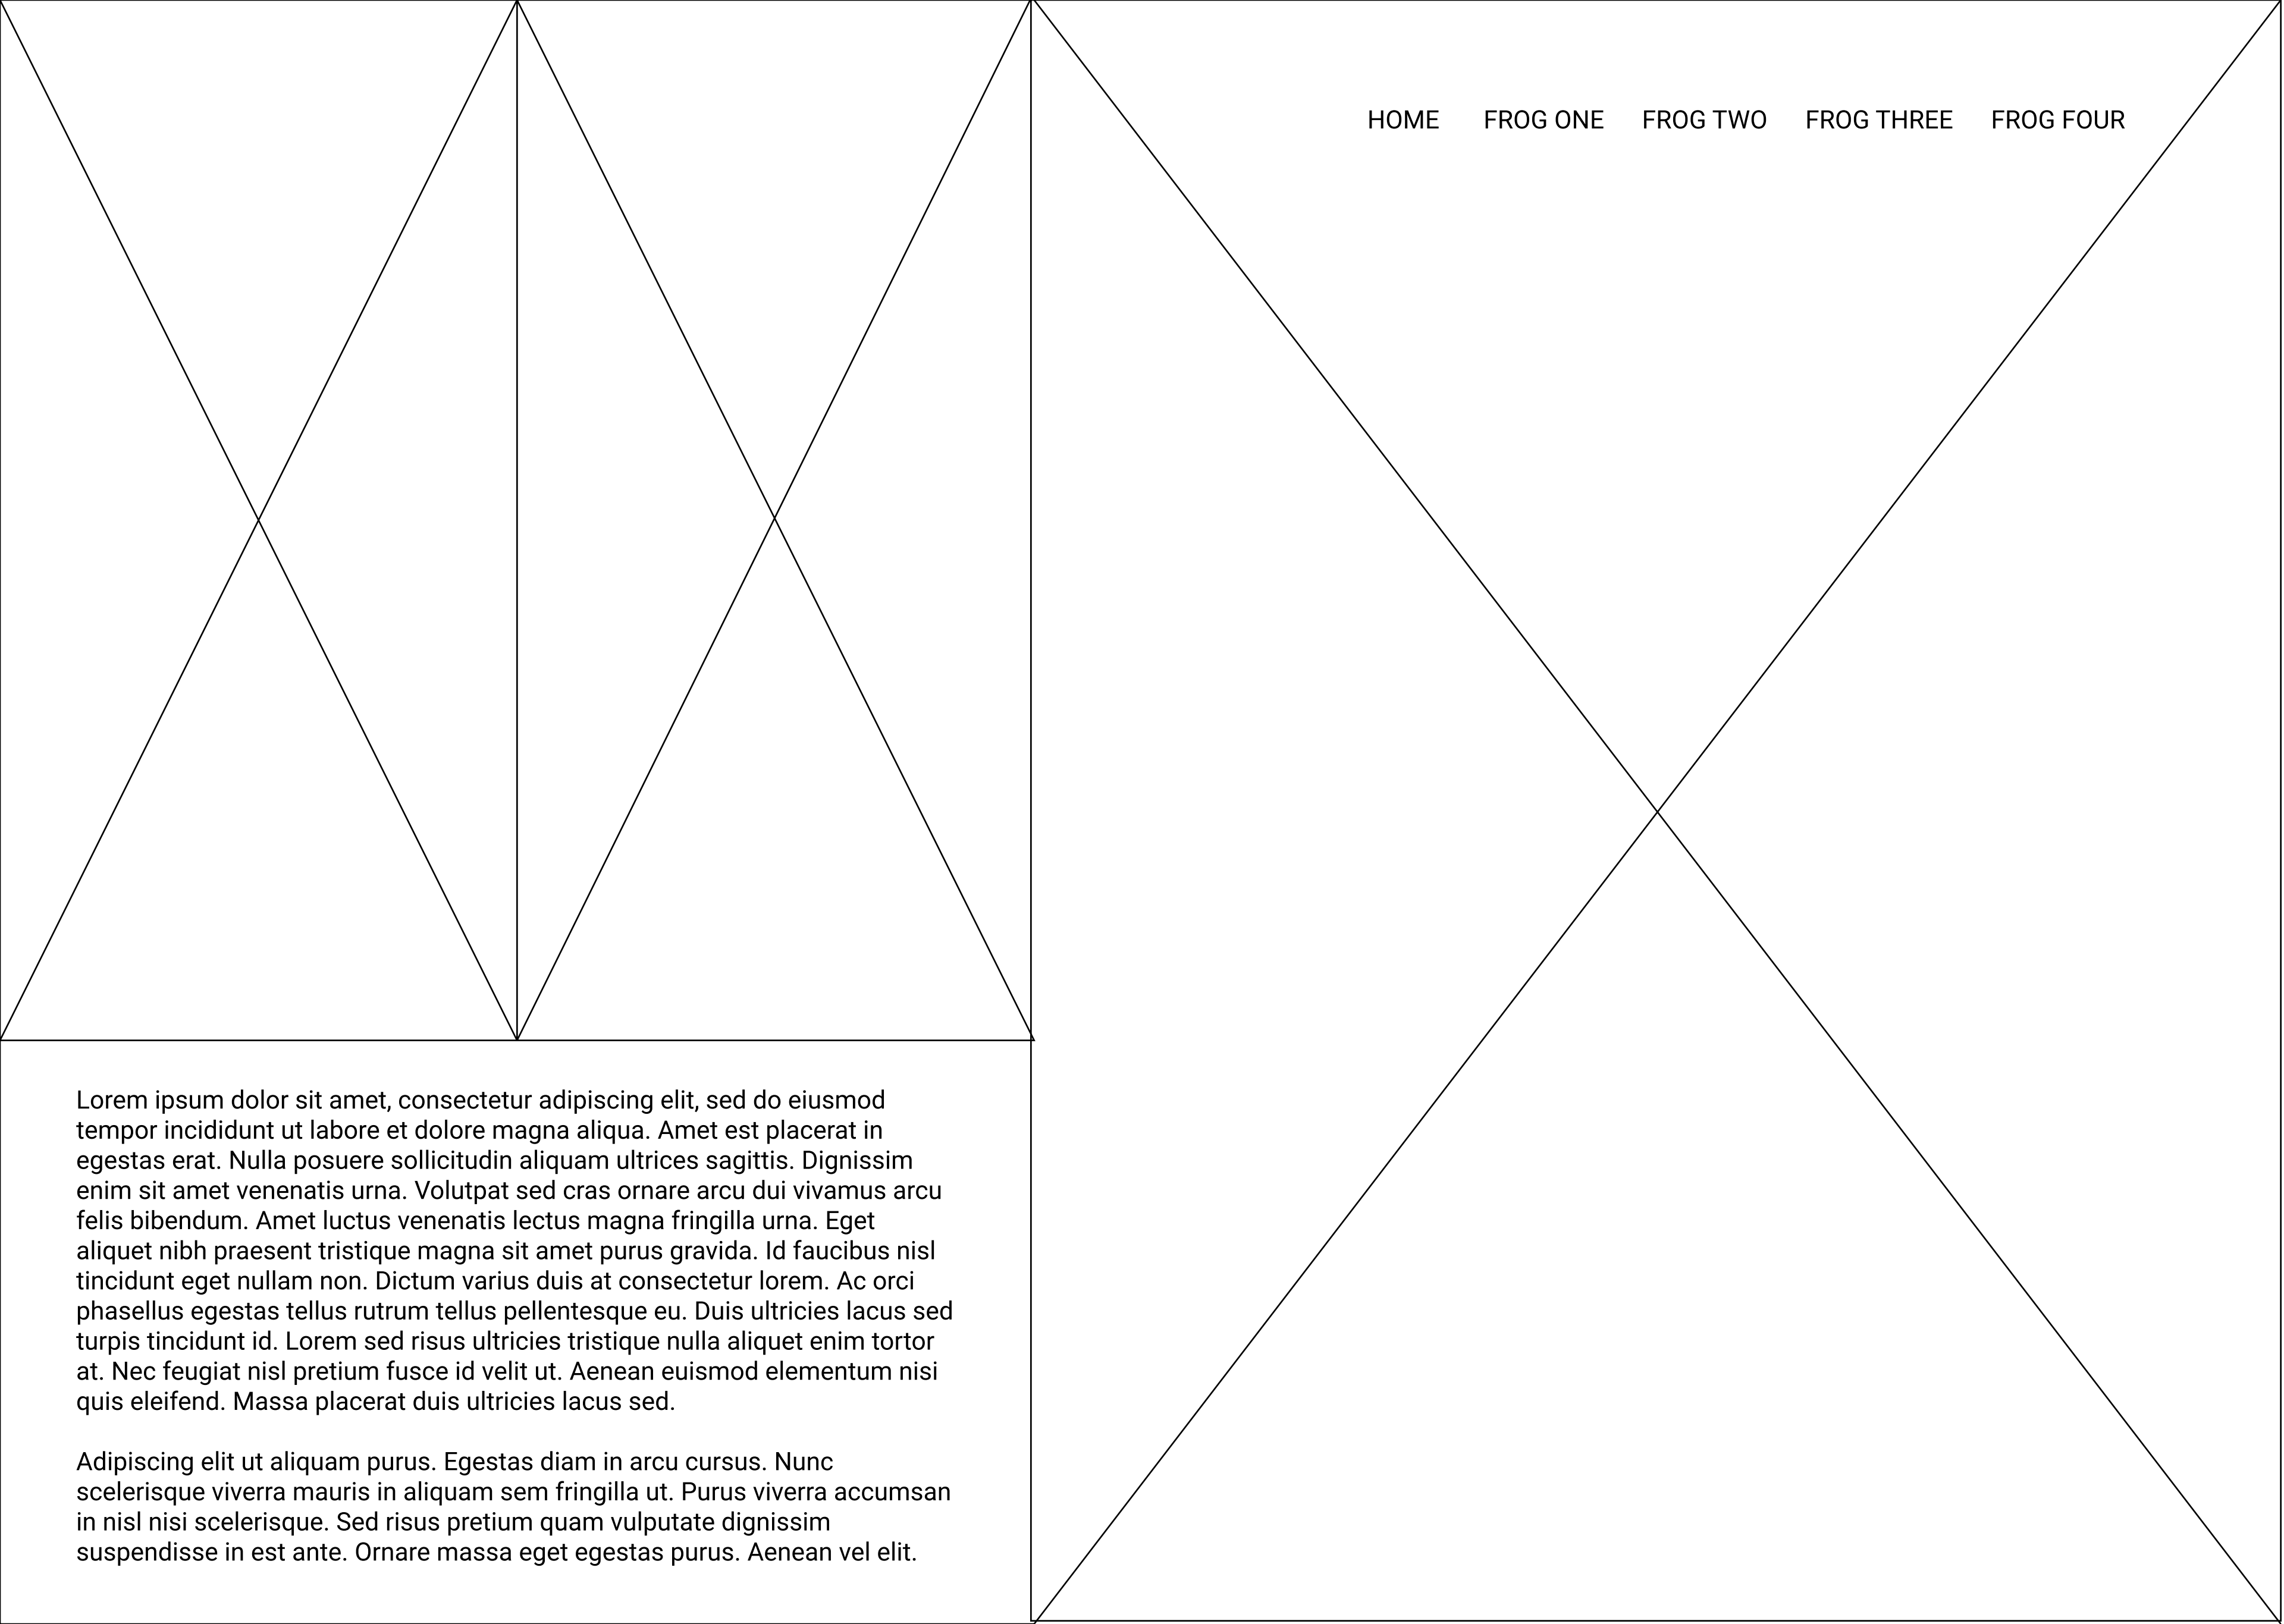 HOME FROG ONE FROG TWO FROG THREE FROG FOUR
Lorem ipsum dolor sit amet, consectetur adipiscing elit, sed do eiusmod
tempor incididunt ut labore et dolore magna aliqua. Amet est placerat in
egestas erat. Nulla posuere sollicitudin aliquam ultrices sagittis. Dignissim
enim sit amet venenatis urna. Volutpat sed cras ornare arcu dui vivamus arcu
felis bibendum. Amet luctus venenatis lectus magna fringilla urna. Eget
aliquet nibh praesent tristique magna sit amet purus gravida. Id faucibus nisl
tincidunt eget nullam non. Dictum varius duis at consectetur lorem. Ac orci
phasellus egestas tellus rutrum tellus pellentesque eu. Duis ultricies lacus sed
turpis tincidunt id. Lorem sed risus ultricies tristique nulla aliquet enim tortor
at. Nec feugiat nisl pretium fusce id velit ut. Aenean euismod elementum nisi
quis eleifend. Massa placerat duis ultricies lacus sed.
Adipiscing elit ut aliquam purus. Egestas diam in arcu cursus. Nunc
scelerisque viverra mauris in aliquam sem fringilla ut. Purus viverra accumsan
in nisl nisi scelerisque. Sed risus pretium quam vulputate dignissim
suspendisse in est ante. Ornare massa eget egestas purus. Aenean vel elit.